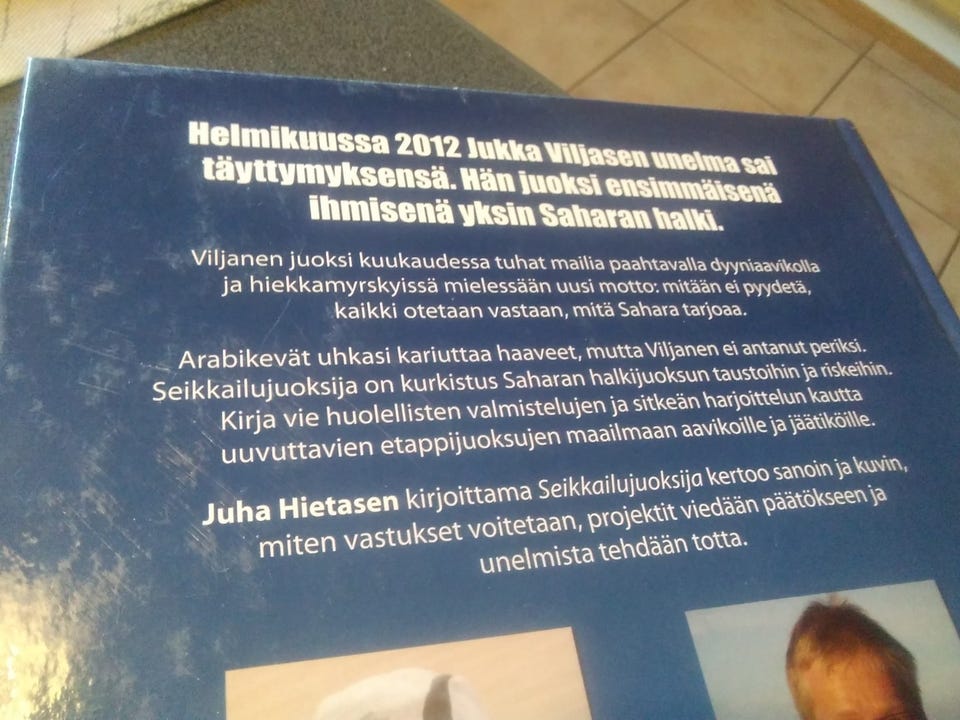 Helmikuussa 2012 Jukka Viljasen unelma sai
täyttymyksensä. Hän juoksi ensimmäisenä
ihmisenä yksin Saharan halki.
Viljanen juoksi kuukaudessa tuhat mailia paahtavalla dyyniaavikolla
ja hiekkamyrskyissä mielessään uusi motto: mitään ei pyydetä,
kaikki otetaan vastaan, mitä Sahara tarjoaa.
Arabikevät uhkasi kariuttaa haaveet, mutta Viljanen ei antanut periksi.
Seikkailujuoksija on kurkistus Saharan halkijuoksun taustoihin ja riskeihin.
Kirja vie huolellisten valmistelujen ja sitkeän harjoittelun kautta
uuvuttavien etappijuoksujen maailmaan aavikoille ja jäätiköille.
Juha Hietasen kirjoittama Seikkailujuoksija kertoo sanoin ja kuvin,
miten vastukset voitetaan, projektit viedään päätökseen ja
unelmista tehdään totta.